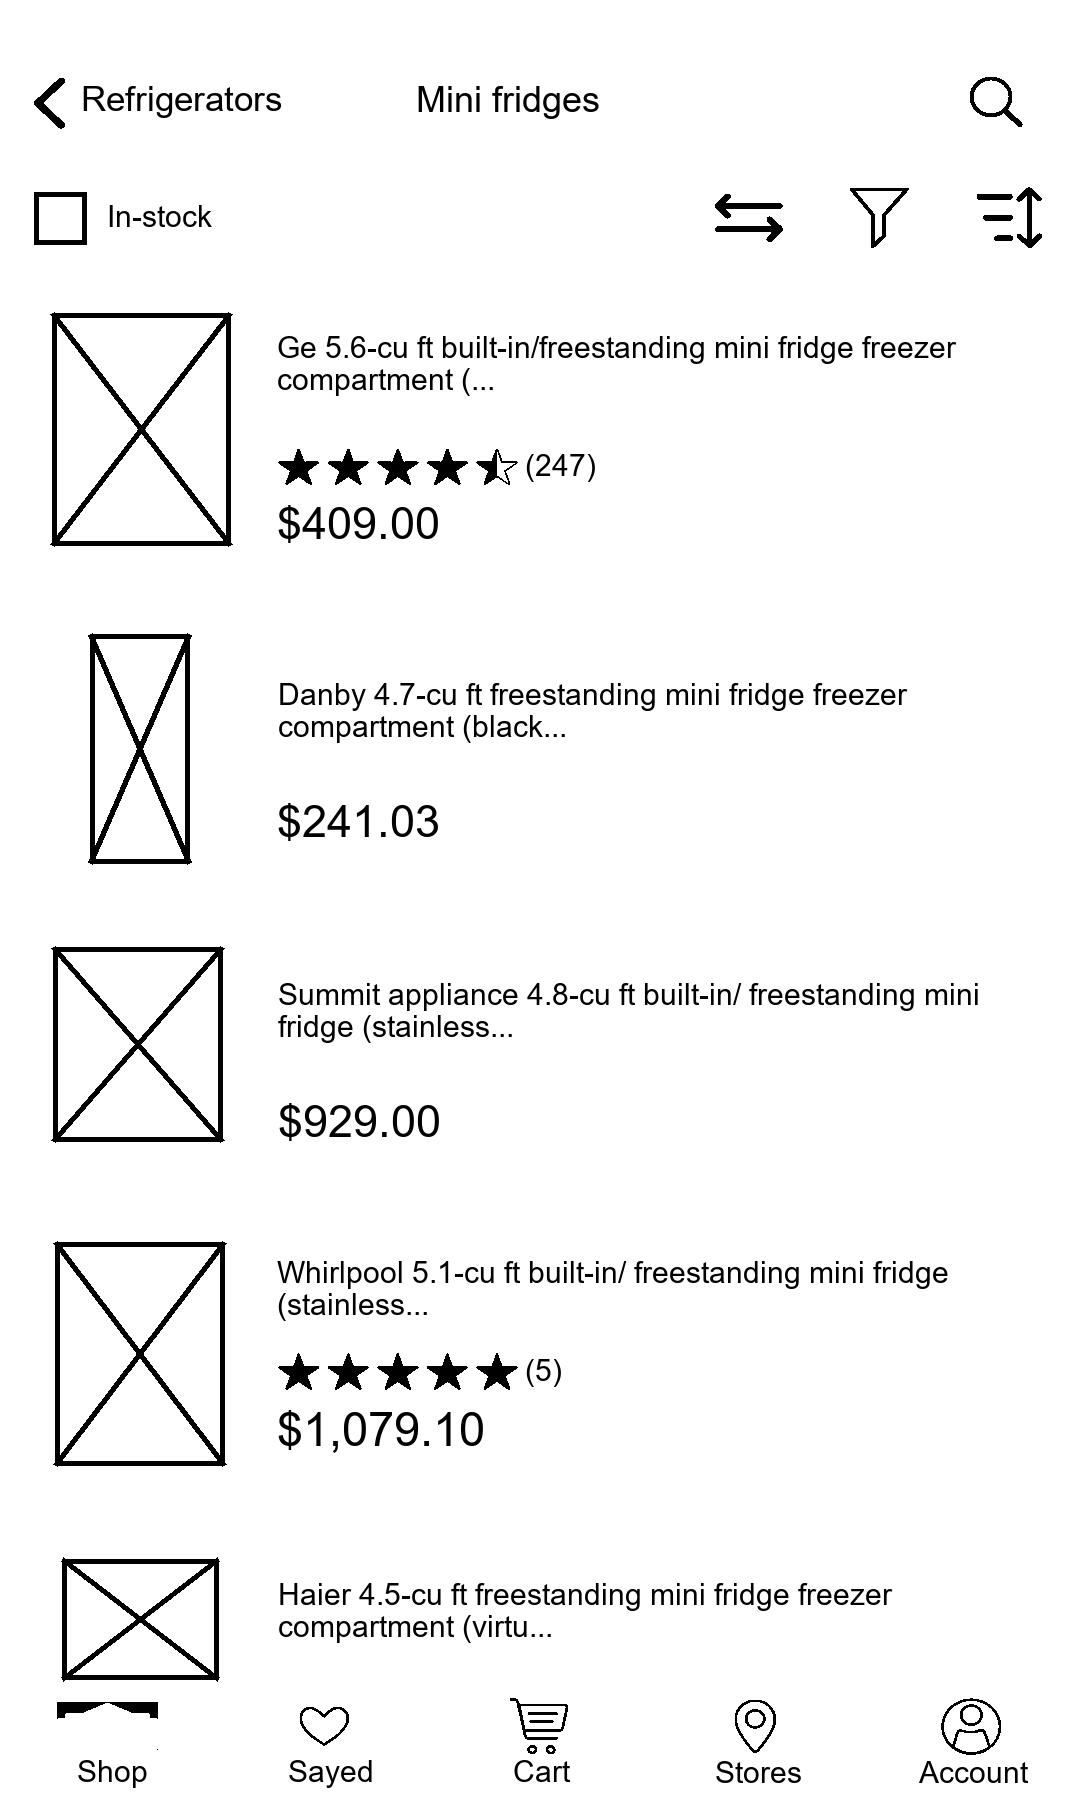 Refrigerators
Mini fridges
In-stock
Ge 5.6-cu ft built-in/freestanding mini fridge freezer
compartment (...
(247)
$409.00
Danby 4.7-cu ft freestanding mini fridge freezer
compartment (black...
$241.03
Summit appliance 4.8-cu ft built-in/ freestanding mini
fridge (stainless...
$929.00
Whirlpool 5.1-cu ft built-in/ freestanding mini fridge
(stainless...
(5)
$1,079.10
Haier 4.5-cu ft freestanding mini fridge freezer
compartment (virtu...
Shop
Sayed
Cart
Stores
Account